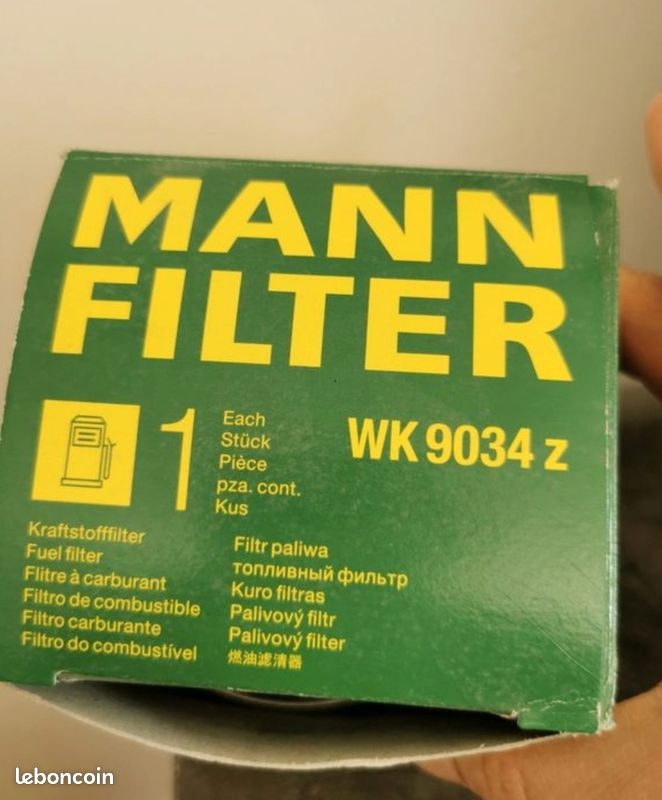 MANN
FILTER
1
Each
Stück
Pièce
pza. cont.
Kus
WK 9034 z
Kraftstofffilter
Fuel filter
Flitre à carburant
Filtro de combustible
Filtro carburante
Filtro do combustível
Filtr paliwa
топливный фильтр
Kuro filtras
Palivový filtr
Palivový filter
燃油滤清器
leboncoin